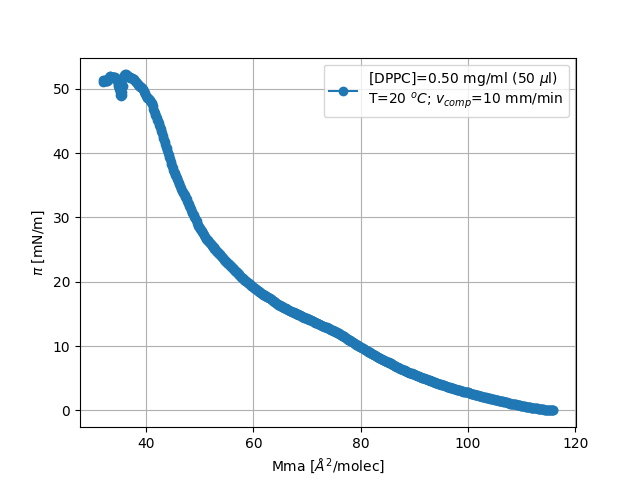 [DPPC]=0.50 mg/ml (50 μl)
T=20 °C; v_comp=10 mm/min
50
40
30
20
10
0
π [mN/m]
40 60 80 100 120
Mma [Å²/molec]